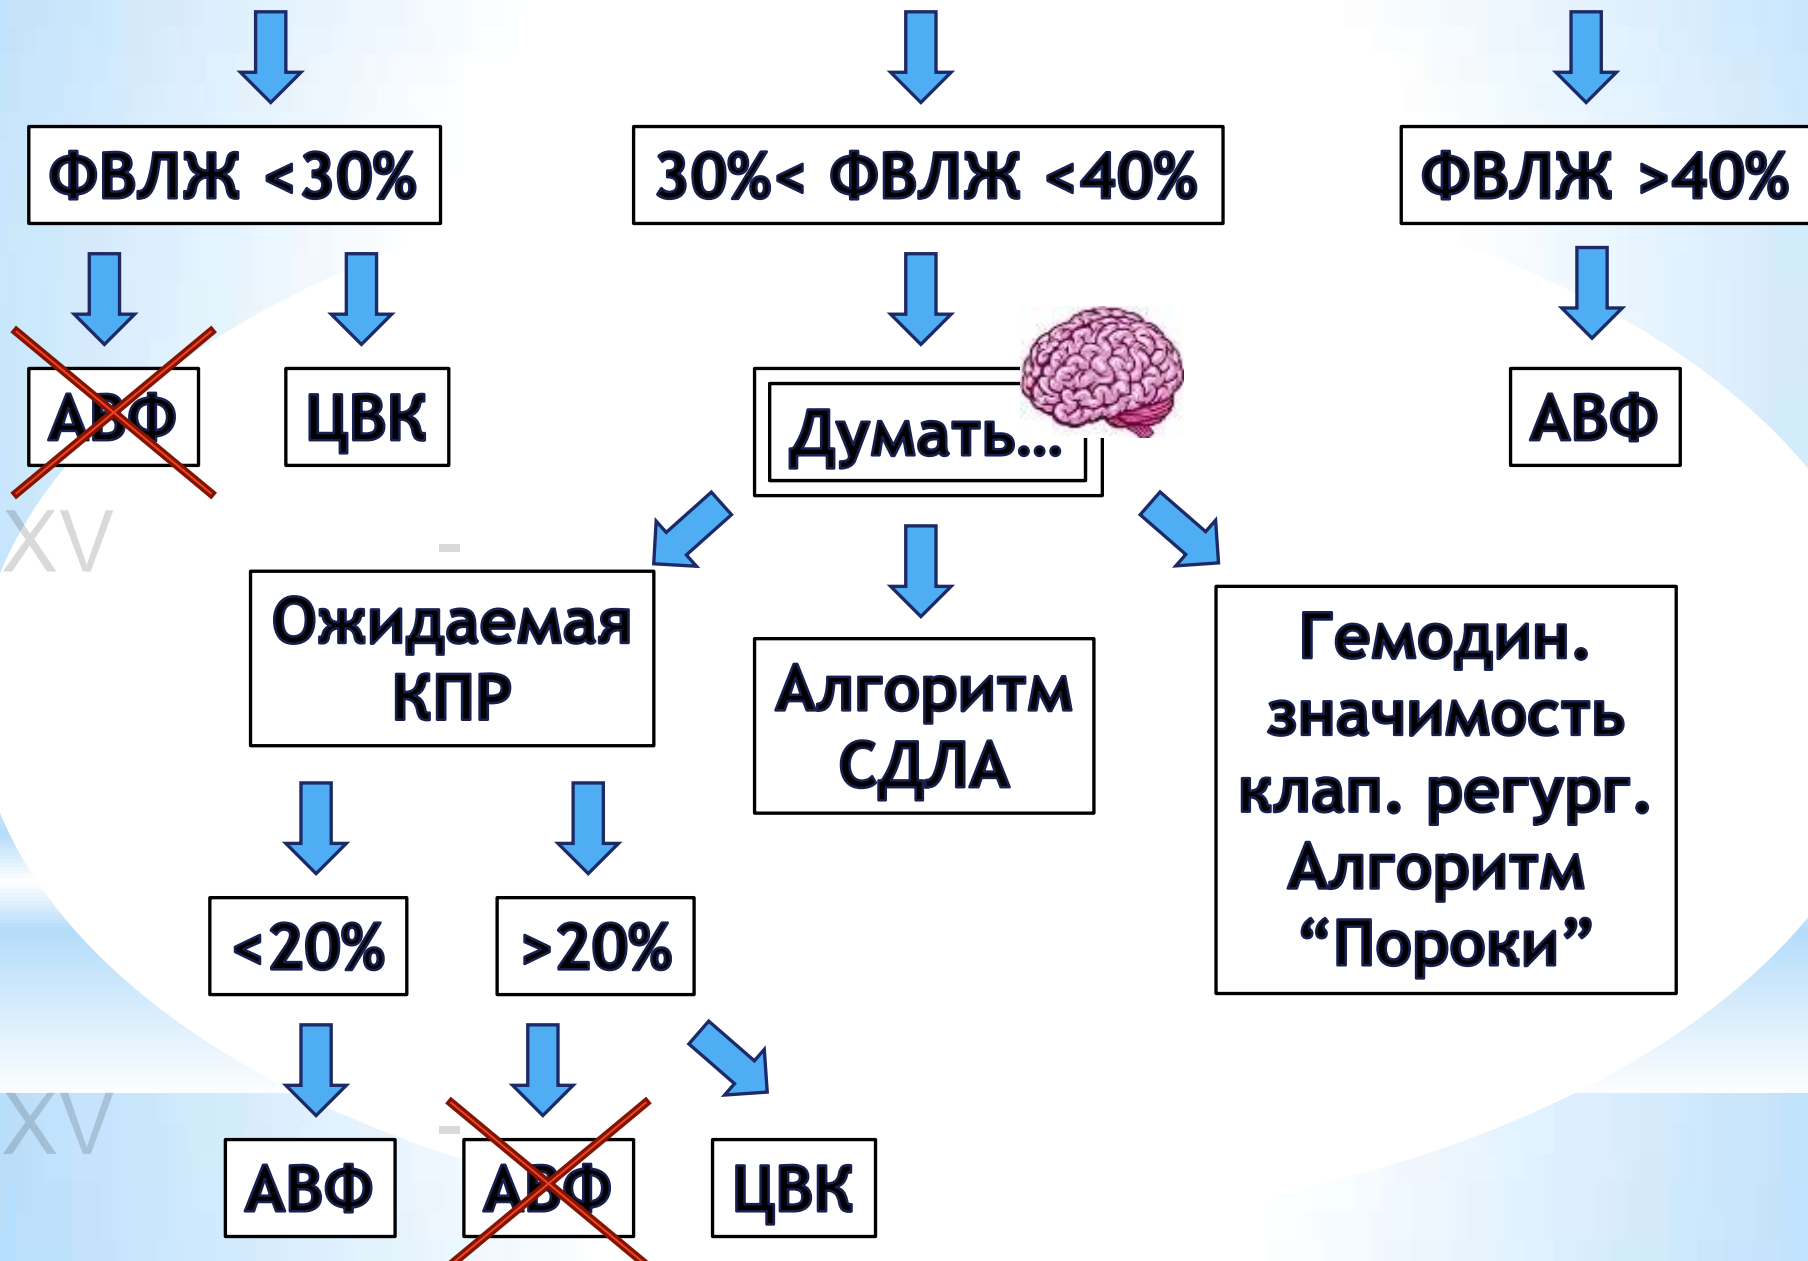 ФВЛЖ <30%
30%< ФВЛЖ <40%
ФВЛЖ >40%
АВФ
ЦВК
Думать...
АВФ
XV -
Ожидаемая
КПР
Алгоритм
СДЛА
Гемодин.
значимость
клап. регург.
Алгоритм
“Пороки”
<20%
>20%
XV -
АВФ
АВФ
ЦВК